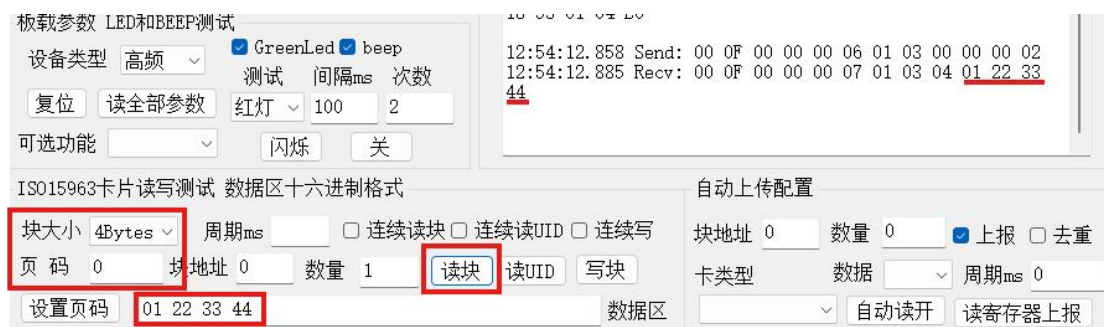 板载参数 LED和BEEP测试
设备类型 高频 GreenLed beep
测试 间隔ms 次数
复位 读全部参数 红灯 100 2
可选功能 闪烁 关
12:54:12.858 Send: 00 0F 00 00 00 06 01 03 00 00 00 02
12:54:12.885 Recv: 00 0F 00 00 00 07 01 03 04 01 22 33
44
ISO15963卡片读写测试 数据区十六进制格式
块大小 4Bytes 周期ms 连续读块 连续读UID 连续写
页 码 0 块地址 0 数量 1 读块 读UID 写块
设置页码 01 22 33 44 数据区
自动上传配置
块地址 0 数量 0 上报 去重
卡类型 数据 周期ms 0
自动读开 读寄存器上报